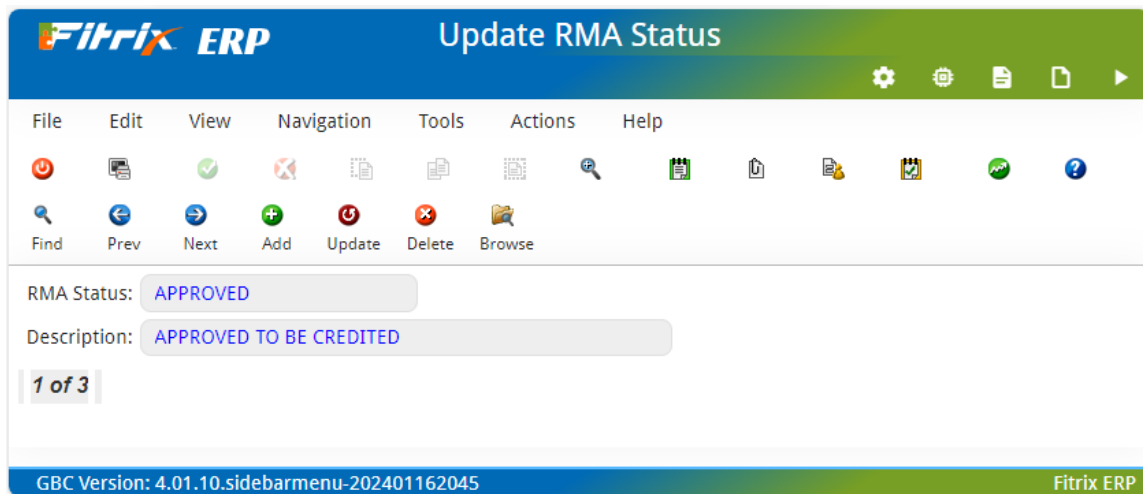 Fitrix ERP Update RMA Status
File Edit View Navigation Tools Actions Help
Find Prev Next Add Update Delete Browse
RMA Status: APPROVED
Description: APPROVED TO BE CREDITED
1 of 3
GBC Version: 4.01.10.sidebarmenu-202401162045 Fitrix ERP